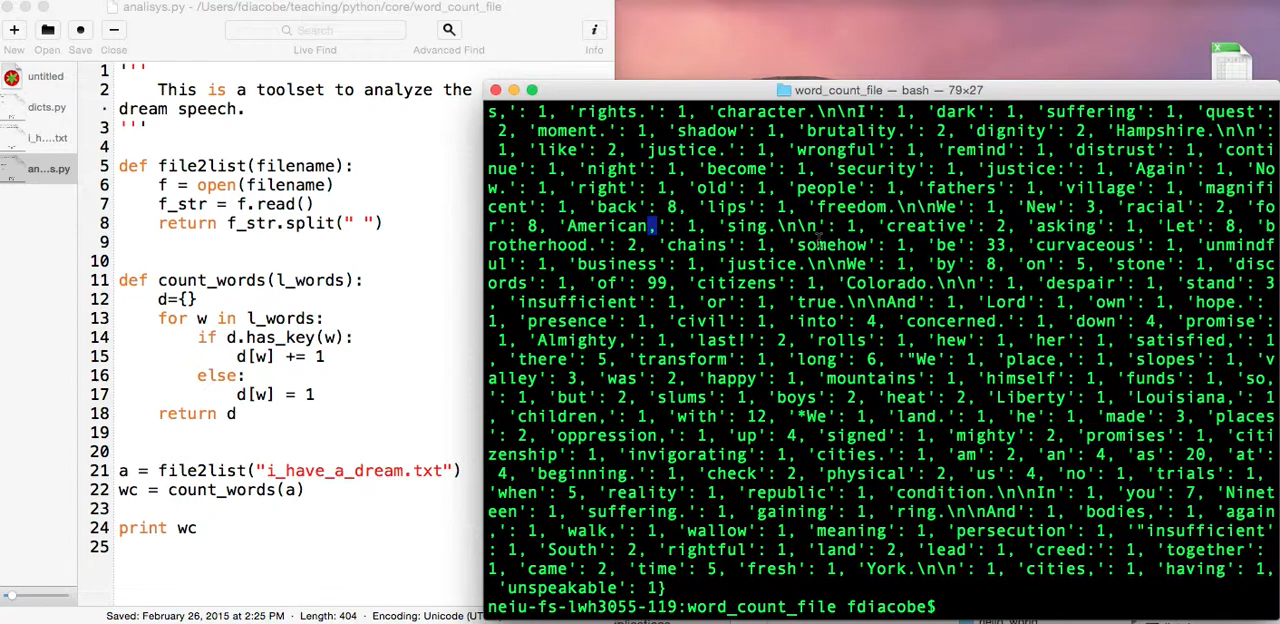 analisys.py - /Users/fdiacobe/teaching/python/core/word_count_file
New Open Save Close
Search
Live Find
Advanced Find
Info
untitled
dicts.py
i_h….txt
an…s.py
1 '''
2     This is a toolset to analyze the
· dream speech.
3 '''
4
5 def file2list(filename):
6     f = open(filename)
7     f_str = f.read()
8     return f_str.split(" ")
9
10
11 def count_words(l_words):
12     d={}
13     for w in l_words:
14         if d.has_key(w):
15             d[w] += 1
16         else:
17             d[w] = 1
18     return d
19
20
21 a = file2list("i_have_a_dream.txt")
22 wc = count_words(a)
23
24 print wc
25
Saved: February 26, 2015 at 2:25 PM Length: 404 Encoding: Unicode (UT
word_count_file — bash — 79×27
s,': 1, 'rights.': 1, 'character.\n\nI': 1, 'dark': 1, 'suffering': 1, 'quest':
2, 'moment.': 1, 'shadow': 1, 'brutality.': 2, 'dignity': 2, 'Hampshire.\n\n':
1, 'like': 2, 'justice.': 1, 'wrongful': 1, 'remind': 1, 'distrust': 1, 'conti
nue': 1, 'night': 1, 'become': 1, 'security': 1, 'justice:': 1, 'Again': 1, 'No
w.': 1, 'right': 1, 'old': 1, 'people': 1, 'fathers': 1, 'village': 1, 'magnifi
cent': 1, 'back': 8, 'lips': 1, 'freedom.\n\nWe': 1, 'New': 3, 'racial': 2, 'fo
r': 8, 'American,': 1, 'sing.\n\n': 1, 'creative': 2, 'asking': 1, 'Let': 8, 'b
rotherhood.': 2, 'chains': 1, 'somehow': 1, 'be': 33, 'curvaceous': 1, 'unmindf
ul': 1, 'business': 1, 'justice.\n\nWe': 1, 'by': 8, 'on': 5, 'stone': 1, 'disc
ords': 1, 'of': 99, 'citizens': 1, 'Colorado.\n\n': 1, 'despair': 1, 'stand': 3
, 'insufficient': 1, 'or': 1, 'true.\n\nAnd': 1, 'Lord': 1, 'own': 1, 'hope.':
1, 'presence': 1, 'civil': 1, 'into': 4, 'concerned.': 1, 'down': 4, 'promise':
1, 'Almighty,': 1, 'last!': 2, 'rolls': 1, 'hew': 1, 'her': 1, 'satisfied,': 1
, 'there': 5, 'transform': 1, 'long': 6, '"We': 1, 'place,': 1, 'slopes': 1, 'v
alley': 3, 'was': 2, 'happy': 1, 'mountains': 1, 'himself': 1, 'funds': 1, 'so,
': 1, 'but': 2, 'slums': 1, 'boys': 2, 'heat': 2, 'Liberty': 1, 'Louisiana,': 1
, 'children,': 1, 'with': 12, '*We': 1, 'land.': 1, 'he': 1, 'made': 3, 'places
': 2, 'oppression,': 1, 'up': 4, 'signed': 1, 'mighty': 2, 'promises': 1, 'citi
zenship': 1, 'invigorating': 1, 'cities.': 1, 'am': 2, 'an': 4, 'as': 20, 'at':
4, 'beginning.': 1, 'check': 2, 'physical': 2, 'us': 4, 'no': 1, 'trials': 1,
'when': 5, 'reality': 1, 'republic': 1, 'condition.\n\nIn': 1, 'you': 7, 'Ninet
een': 1, 'suffering.': 1, 'gaining': 1, 'ring.\n\nAnd': 1, 'bodies,': 1, 'again
,': 1, 'walk,': 1, 'wallow': 1, 'meaning': 1, 'persecution': 1, '"insufficient'
: 1, 'South': 2, 'rightful': 1, 'land': 2, 'lead': 1, 'creed:': 1, 'together':
1, 'came': 2, 'time': 5, 'fresh': 1, 'York.\n\n': 1, 'cities,': 1, 'having': 1,
'unspeakable': 1}
neiu-fs-lwh3055-119:word_count_file fdiacobe$